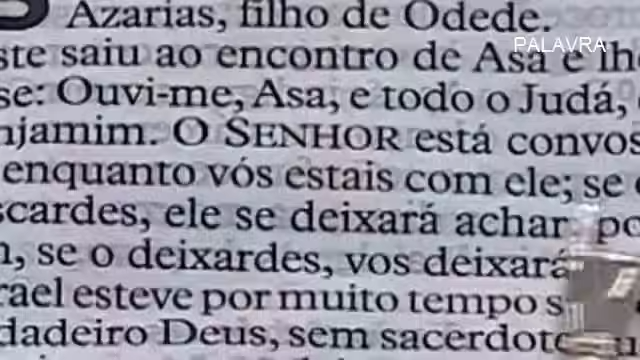 Azarias, filho de Odede.
PALAVRA
ste saiu ao encontro de Asa e lhe
se: Ouvi-me, Asa, e todo o Judá,
njamim. O SENHOR está convos
enquanto vós estais com ele; se
scardes, ele se deixará achar po
n, se o deixardes, vos deixará
rael esteve por muito tempo s
dadeiro Deus, sem sacerdote